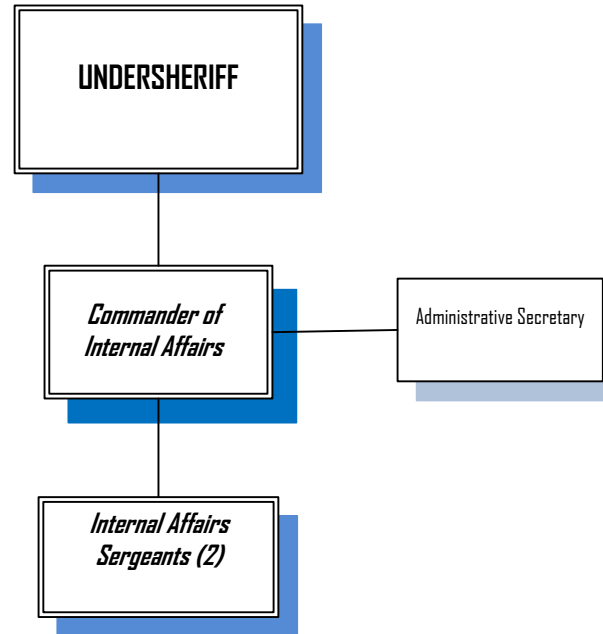 UNDERSHERIFF
Commander of
Internal Affairs
Administrative Secretary
Internal Affairs
Sergeants (2)